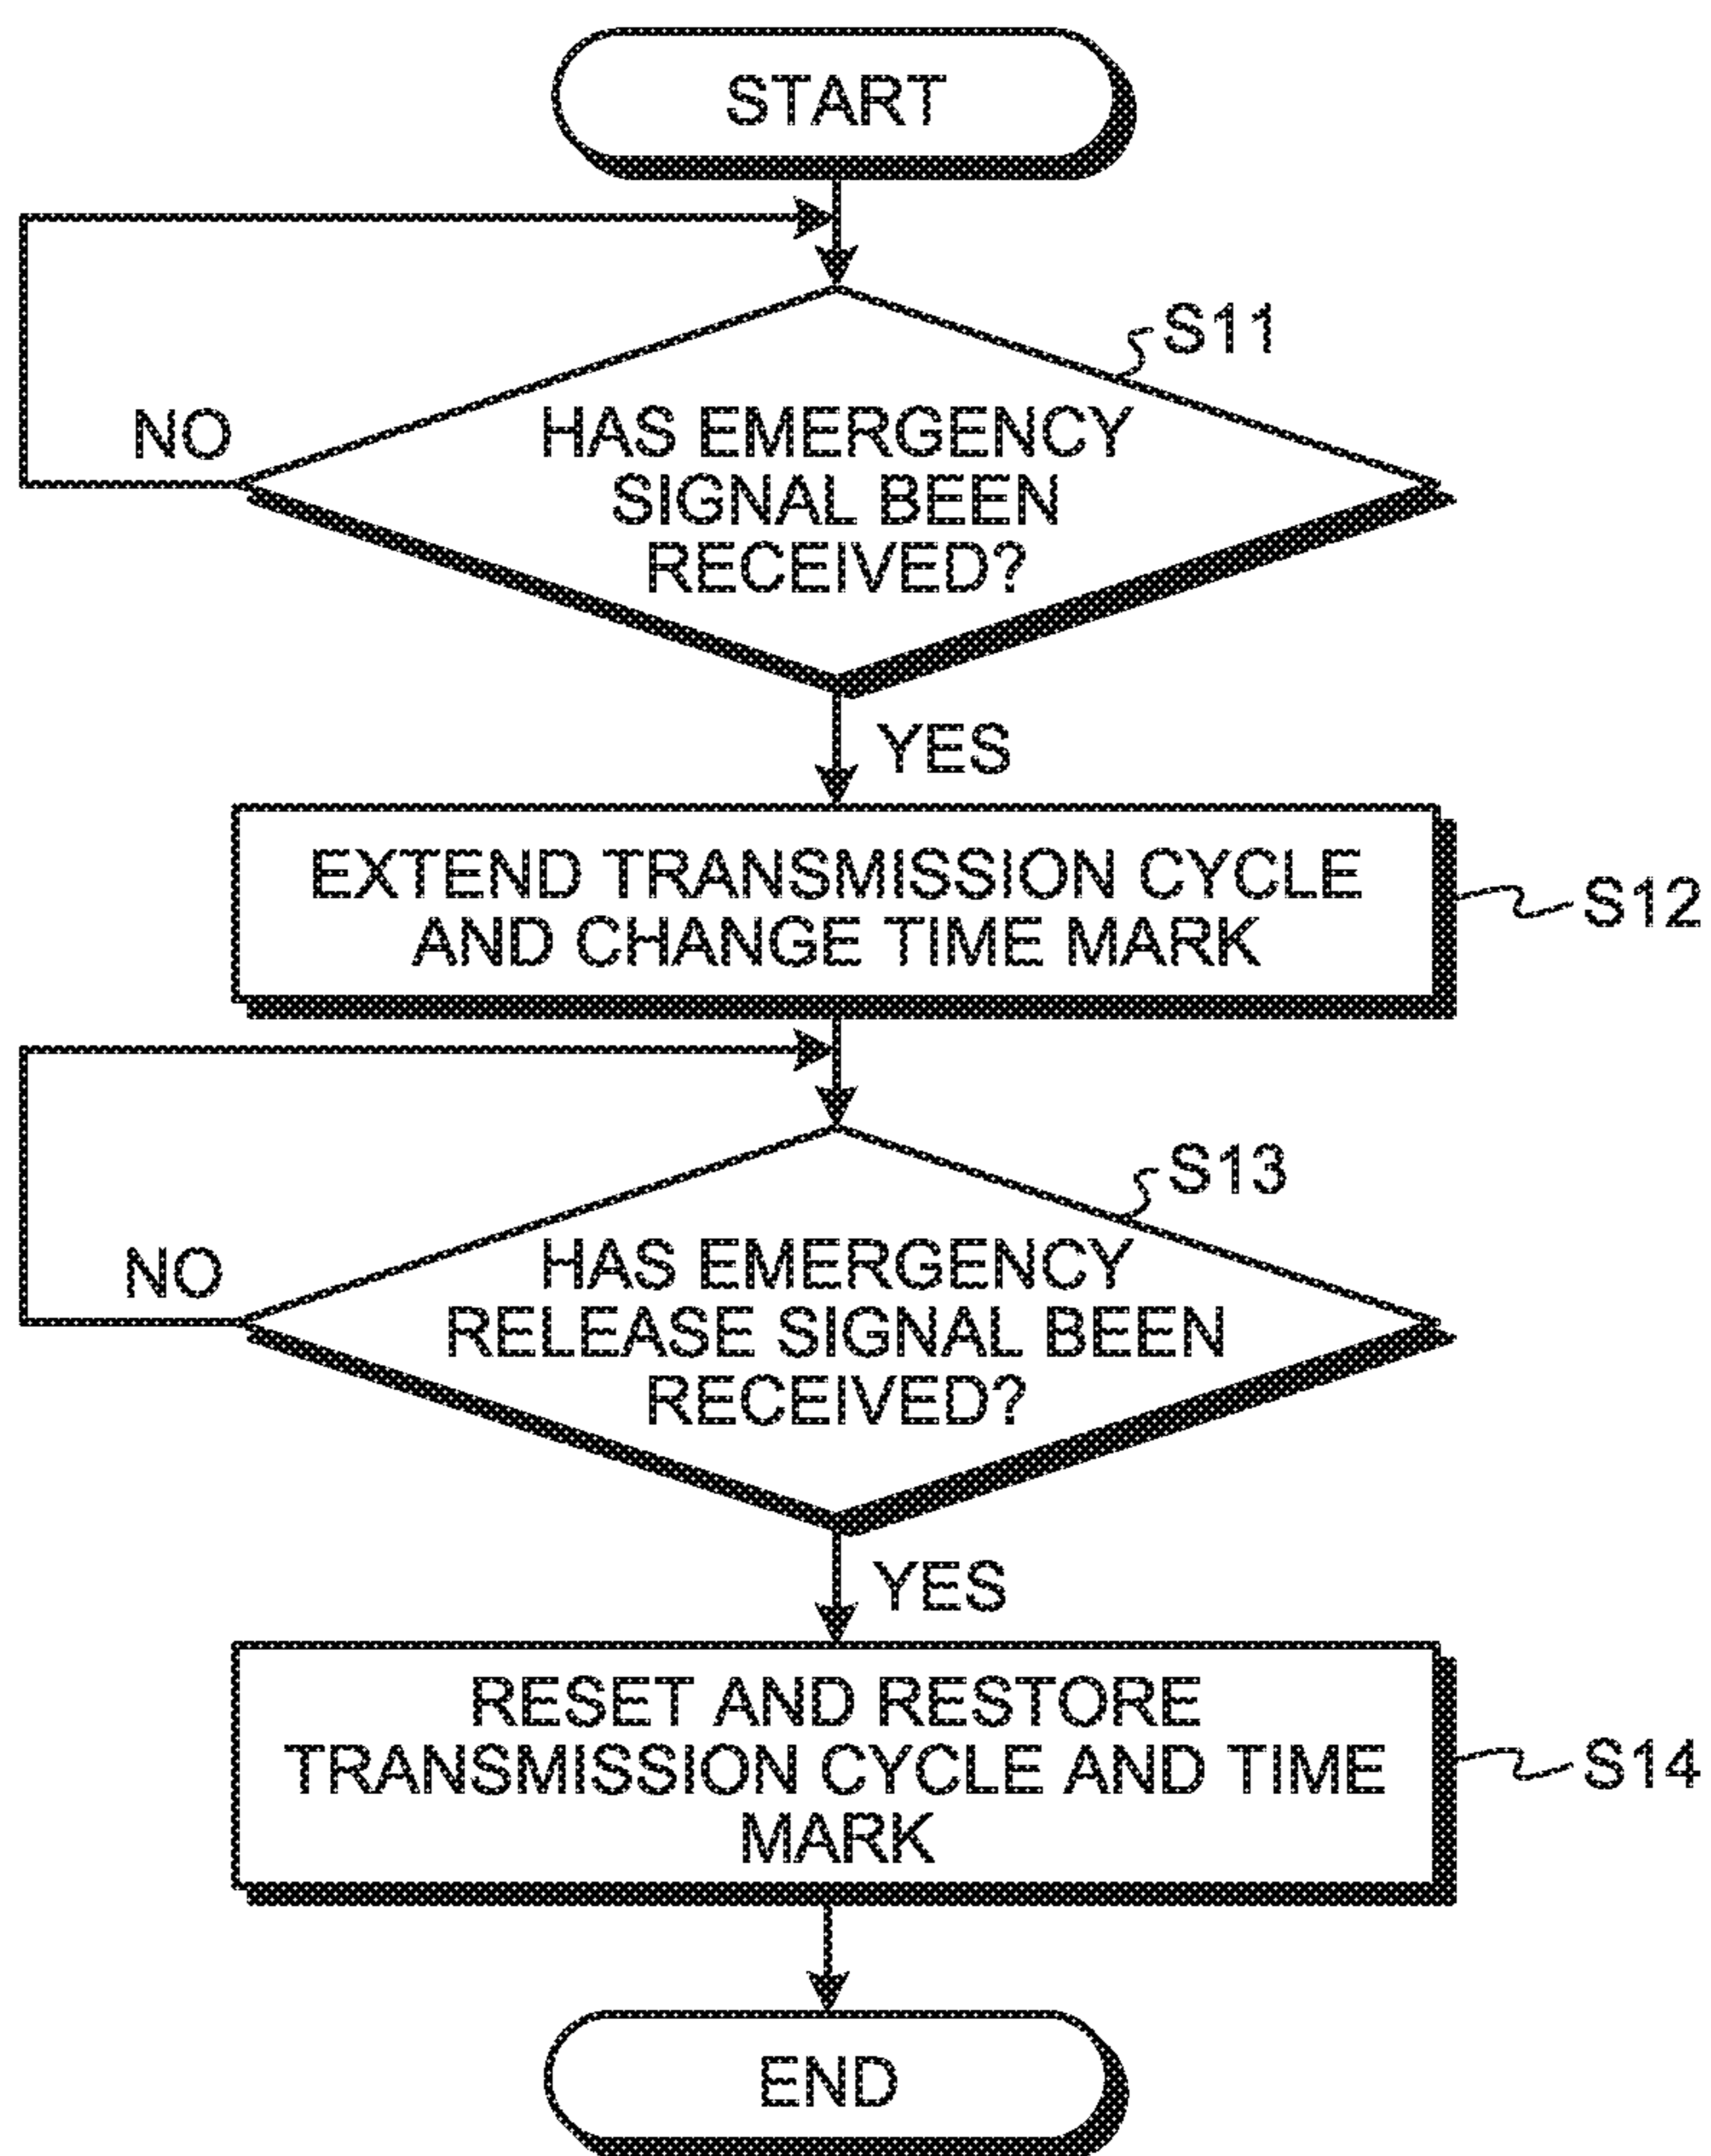 START
S11
NO
HAS EMERGENCY
SIGNAL BEEN
RECEIVED?
YES
EXTEND TRANSMISSION CYCLE
AND CHANGE TIME MARK
S12
S13
NO
HAS EMERGENCY
RELEASE SIGNAL BEEN
RECEIVED?
YES
RESET AND RESTORE
TRANSMISSION CYCLE AND TIME
MARK
S14
END